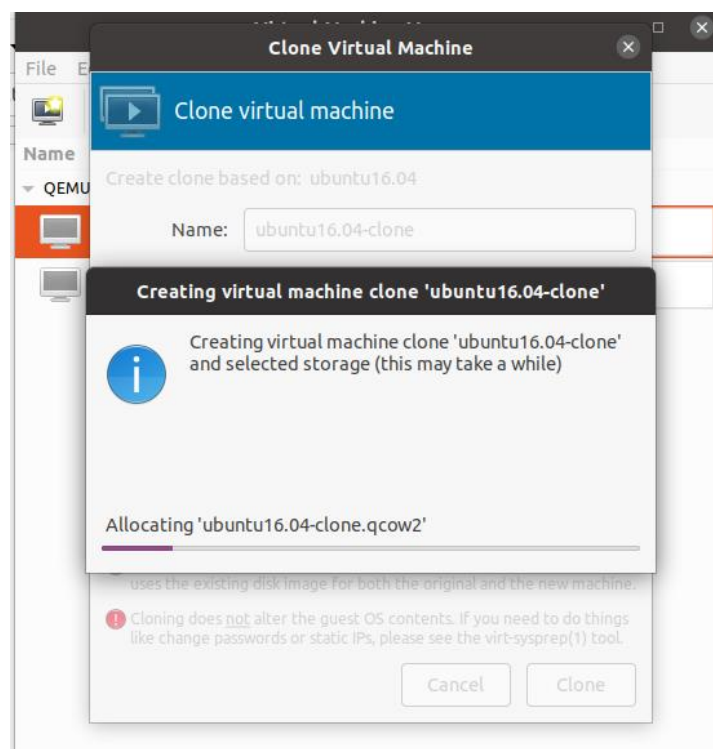 Clone Virtual Machine
File
Clone virtual machine
Name
Create clone based on: ubuntu16.04
QEMU
Name: ubuntu16.04-clone
Creating virtual machine clone 'ubuntu16.04-clone'
Creating virtual machine clone 'ubuntu16.04-clone'
and selected storage (this may take a while)
Allocating 'ubuntu16.04-clone.qcow2'
uses the existing disk image for both the original and the new machine.
Cloning does not alter the guest OS contents. If you need to do things
like change passwords or static IPs, please see the virt-sysprep(1) tool.
Cancel Clone